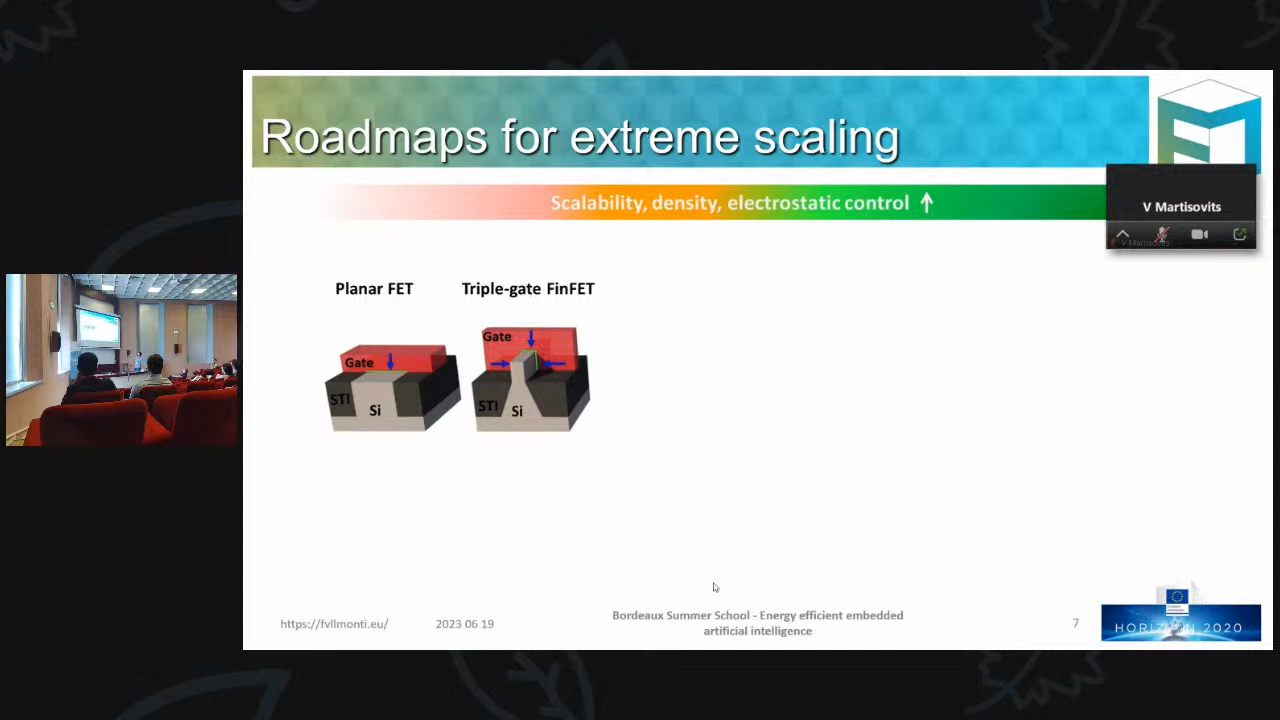 Roadmaps for extreme scaling
Scalability, density, electrostatic control
V Martisovits
V Martisovits
Planar FET
Triple-gate FinFET
Gate
STI
Si
Gate
STI
Si
https://fvllmonti.eu/
2023 06 19
Bordeaux Summer School - Energy efficient embedded
artificial intelligence
7
HORIZON 2020